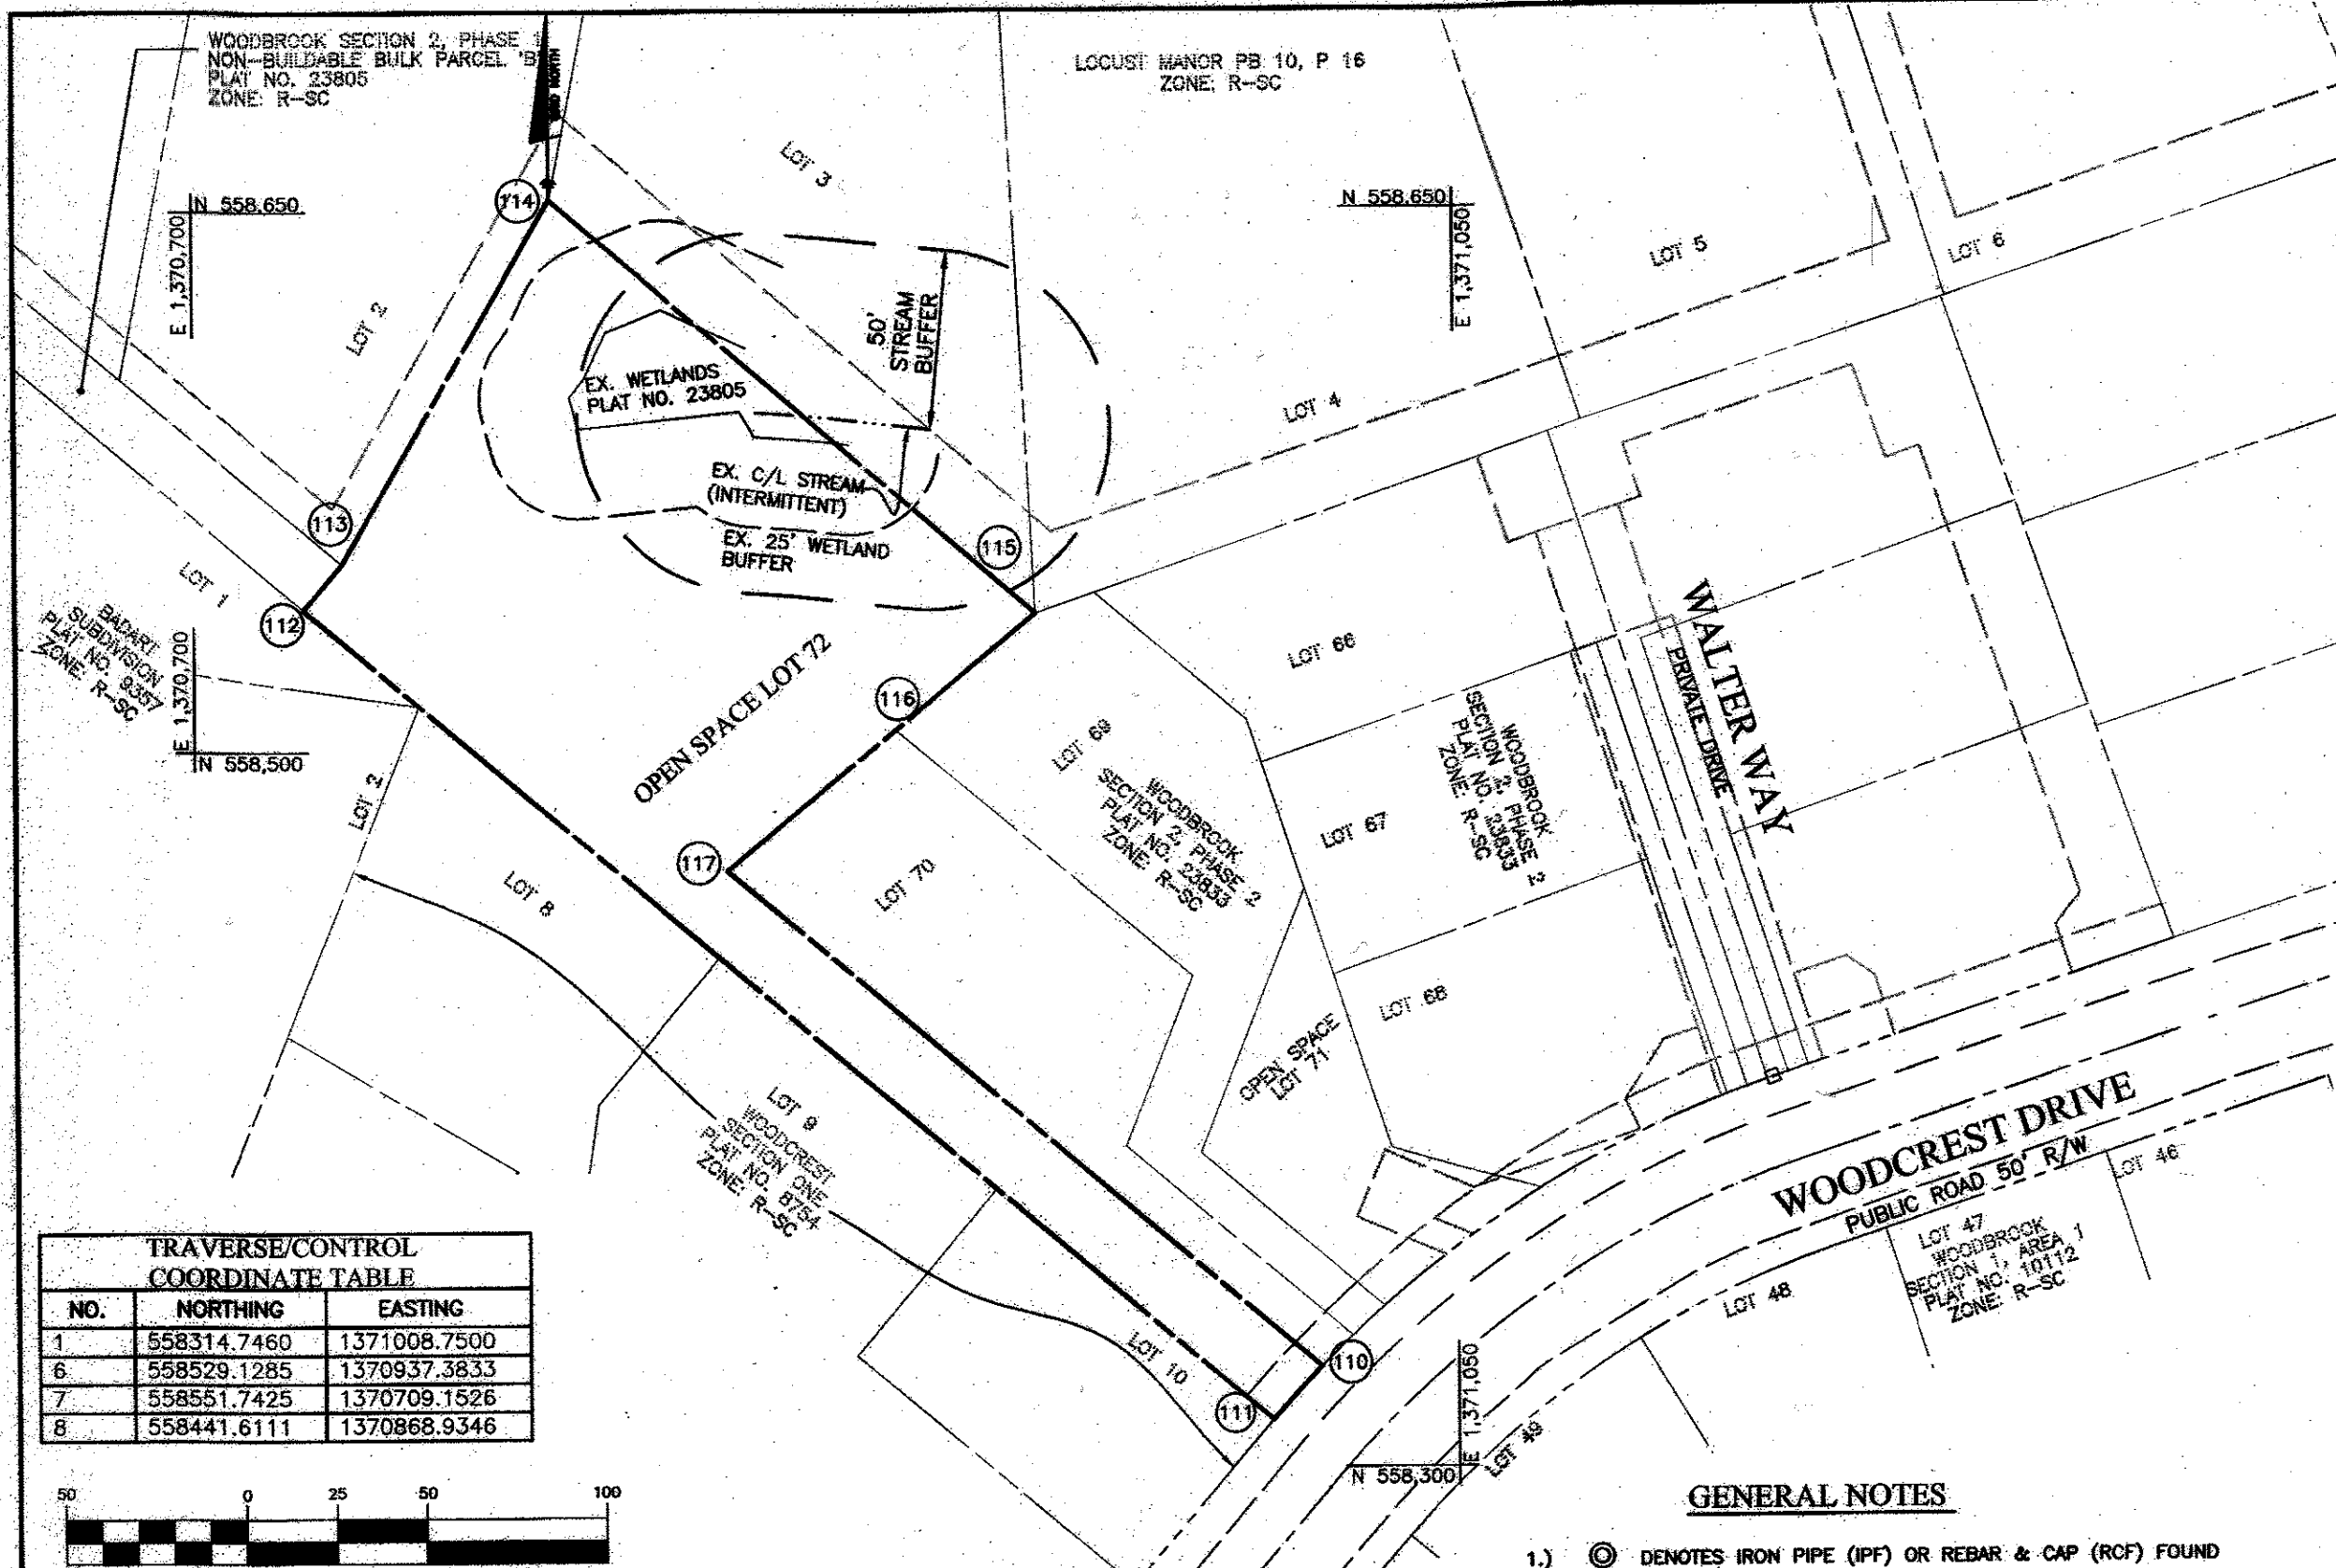 WOODBROOK SECTION 2, PHASE 1
NON-BUILDABLE BULK PARCEL 'B'
PLAT NO. 23805
ZONE: R-SC
GRID NORTH
LOCUST MANOR PB 10, P 16
ZONE: R-SC
LOT 3
114
N 558,650
E 1,370,700
N 558,650
E 1,371,050
LOT 5
LOT 6
LOT 2
50'
STREAM
BUFFER
EX. WETLANDS
PLAT NO. 23805
LOT 4
EX. C/L STREAM
(INTERMITTENT)
EX. 25' WETLAND
BUFFER
113
115
LOT 1
112
BADART
SUBDIVISION
PLAT NO. 9357
ZONE: R-SC
E 1,370,700
N 558,500
OPEN SPACE LOT 72
116
LOT 66
LOT 69
WOODBROOK
SECTION 2, PHASE 2
PLAT NO. 23833
ZONE: R-SC
WOODBROOK
SECTION 2, PHASE 2
PLAT NO. 23833
ZONE: R-SC
WALTER WAY
PRIVATE DRIVE
LOT 2
LOT 67
117
LOT 70
LOT 8
LOT 68
OPEN SPACE
LOT 71
LOT 9
WOODCREST
SECTION ONE
PLAT NO. 8754
ZONE: R-SC
WOODCREST DRIVE
PUBLIC ROAD 50' R/W
LOT 46
LOT 47
WOODBROOK
SECTION 1, AREA 1
PLAT NO. 10112
ZONE: R-SC
LOT 48
LOT 49
LOT 10
110
111
E 1,371,050
N 558,300
TRAVERSE/CONTROL
COORDINATE TABLE
NO. NORTHING EASTING
1 558314.7460 1371008.7500
6 558529.1285 1370937.3833
7 558551.7425 1370709.1526
8 558441.6111 1370868.9346
50 0 25 50 100
GENERAL NOTES
1.) DENOTES IRON PIPE (IPF) OR REBAR & CAP (RCF) FOUND